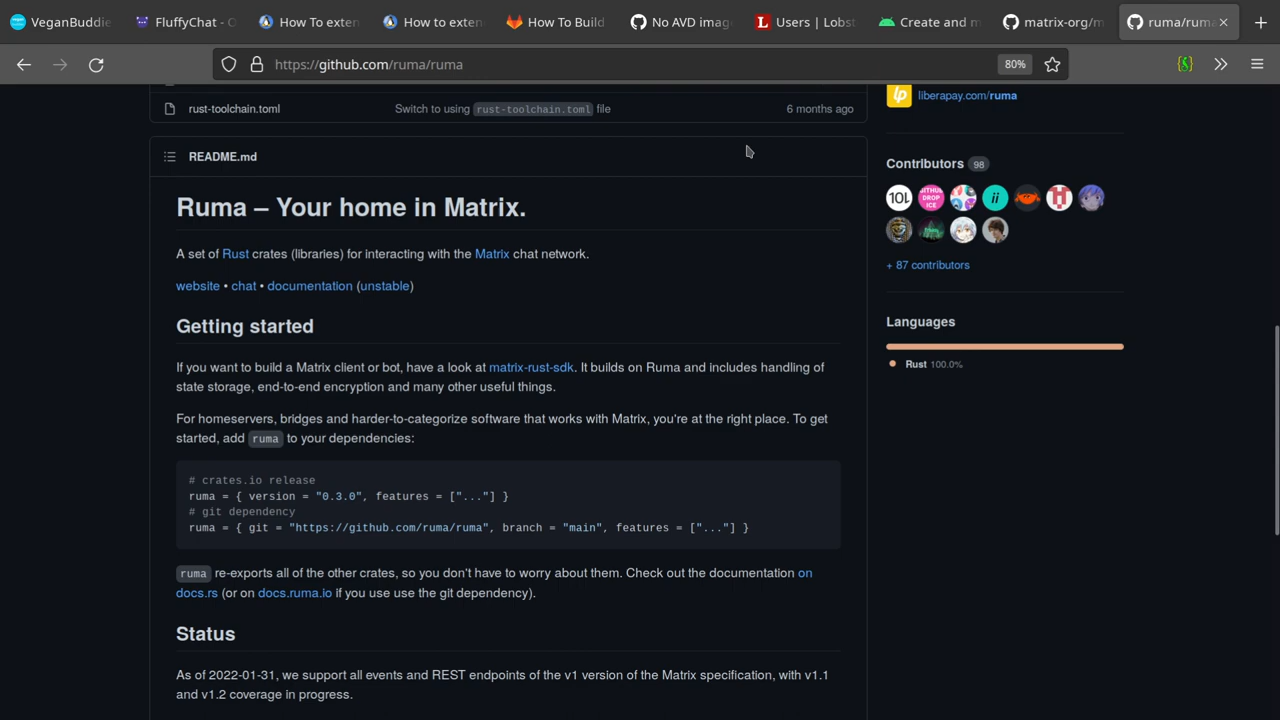 VeganBuddie
FluffyChat - O
How To exten
How to exten
How To Build
No AVD imag
Users | Lobst
Create and m
matrix-org/m
ruma/ruma
https://github.com/ruma/ruma
80%
rust-toolchain.toml
Switch to using rust-toolchain.toml file
6 months ago
liberapay.com/ruma
README.md
Contributors 98
+ 87 contributors
Languages
Rust 100.0%
Ruma – Your home in Matrix.
A set of Rust crates (libraries) for interacting with the Matrix chat network.
website • chat • documentation (unstable)
Getting started
If you want to build a Matrix client or bot, have a look at matrix-rust-sdk. It builds on Ruma and includes handling of
state storage, end-to-end encryption and many other useful things.
For homeservers, bridges and harder-to-categorize software that works with Matrix, you're at the right place. To get
started, add ruma to your dependencies:
# crates.io release
ruma = { version = "0.3.0", features = ["..."] }
# git dependency
ruma = { git = "https://github.com/ruma/ruma", branch = "main", features = ["..."] }
ruma re-exports all of the other crates, so you don't have to worry about them. Check out the documentation on
docs.rs (or on docs.ruma.io if you use use the git dependency).
Status
As of 2022-01-31, we support all events and REST endpoints of the v1 version of the Matrix specification, with v1.1
and v1.2 coverage in progress.